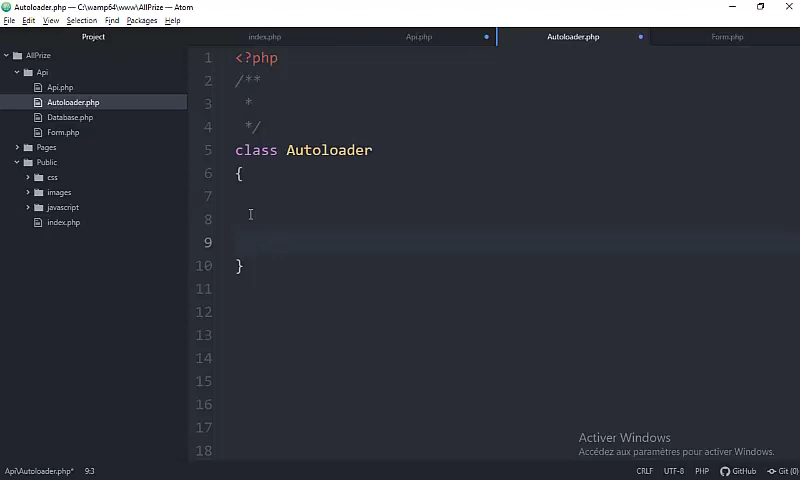 Autoloader.php — C:\wamp64\www\AllPrize — Atom
File Edit View Selection Find Packages Help
Project
index.php
Api.php
Autoloader.php
Form.php
AllPrize
Api
Api.php
Autoloader.php
Database.php
Form.php
Pages
Public
css
images
javascript
index.php
1 <?php
2 /**
3 *
4 */
5 class Autoloader
6 {
7
8
9
10 }
11
12
13
14
15
16
17
18
Activer Windows
Accédez aux paramètres pour activer Windows.
Api\Autoloader.php* 9:3 CRLF UTF-8 PHP GitHub Git (0)